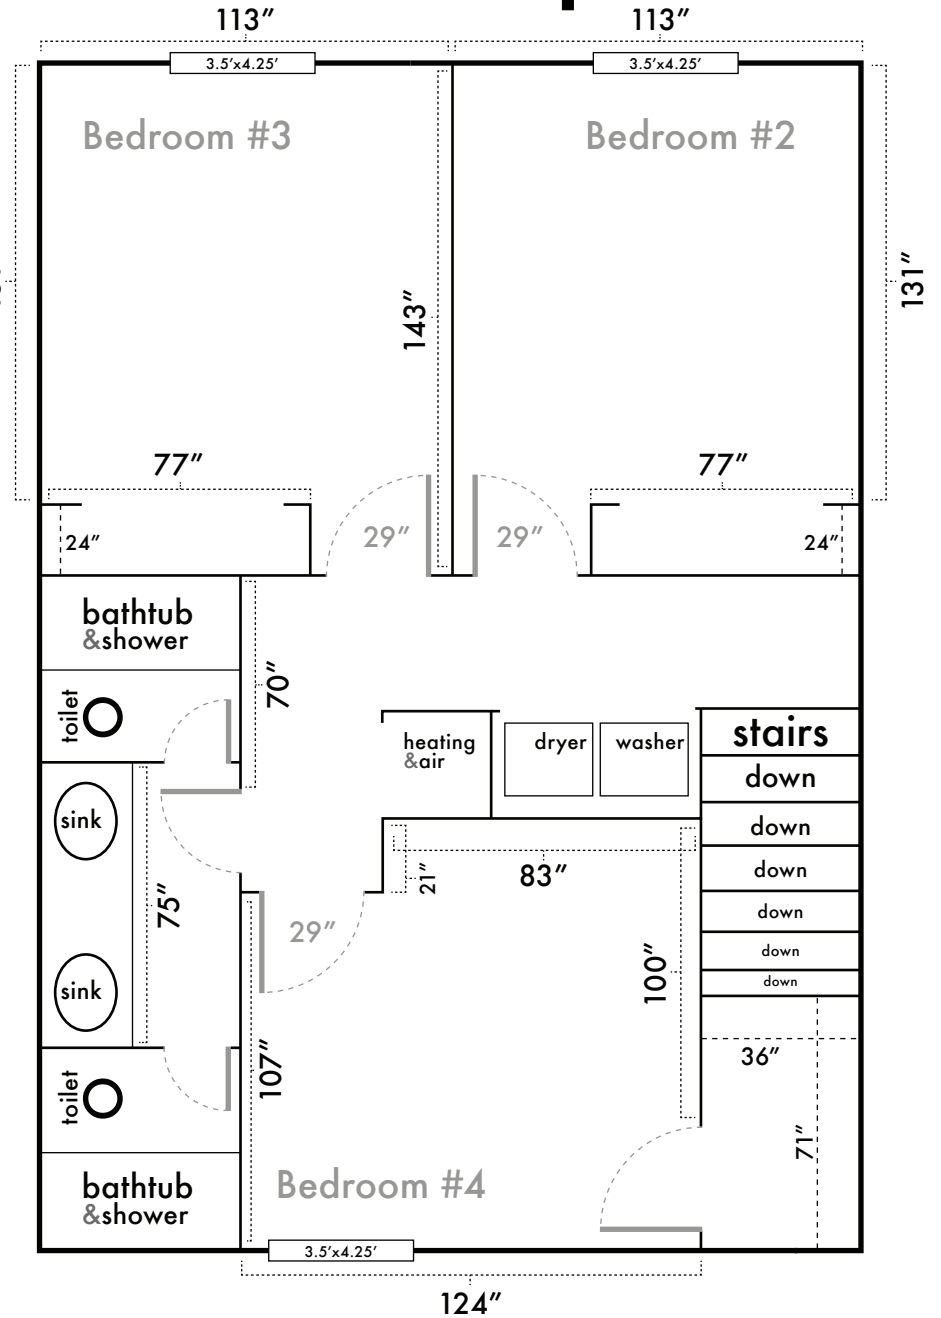 113″
113″
3.5′x4.25′
3.5′x4.25′
Bedroom #3
Bedroom #2
131″
143″
77″
77″
29″
29″
24″
24″
bathtub
&shower
70″
toilet
heating
&air
dryer
washer
stairs
down
down
down
down
down
down
sink
sink
75″
21″
83″
29″
100″
36″
107″
71″
toilet
Bedroom #4
bathtub
&shower
3.5′x4.25′
124″